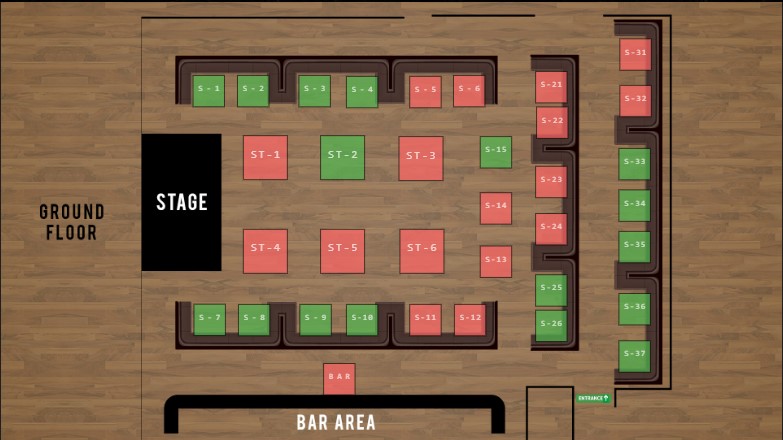 S-31
S-21
S-32
S - 1
S - 2
S - 3
S - 4
S - 5
S - 6
S-22
ST-1
ST-2
ST-3
S-15
S-33
S-23
STAGE
S-14
S-34
GROUND
FLOOR
S-24
S-35
ST-4
ST-5
ST-6
S-13
S-25
S-36
S - 7
S - 8
S - 9
S-10
S-11
S-12
S-26
S-37
BAR
ENTRANCE
BAR AREA